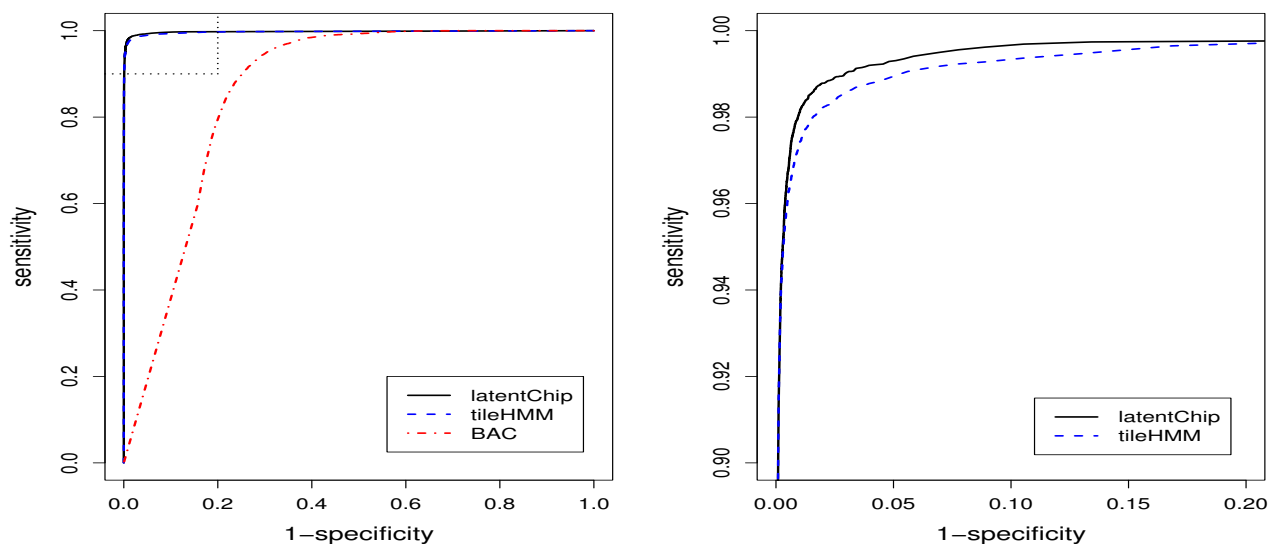 sensitivity
1.0
0.8
0.6
0.4
0.2
0.0
latentChip
tileHMM
BAC
0.0 0.2 0.4 0.6 0.8 1.0
1−specificity
sensitivity
1.00
0.98
0.96
0.94
0.92
0.90
latentChip
tileHMM
0.00 0.05 0.10 0.15 0.20
1−specificity